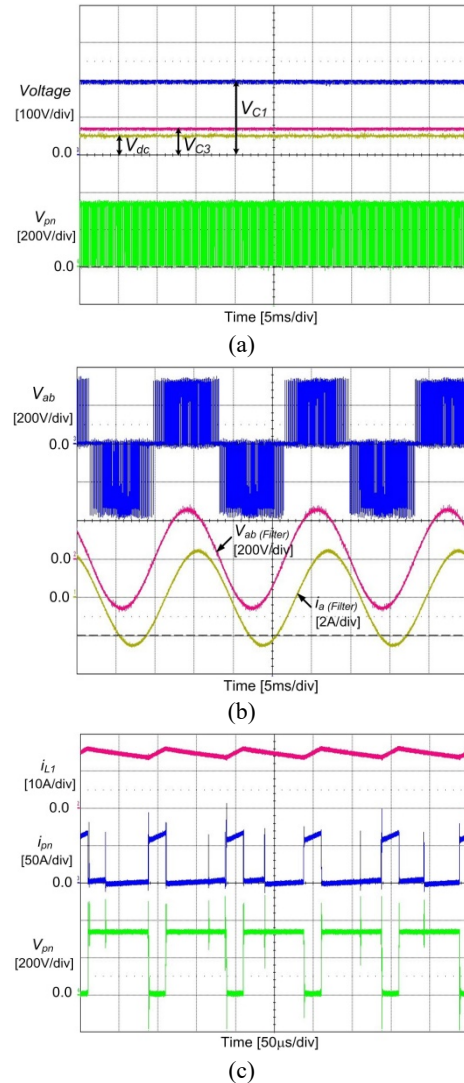 Voltage
[100V/div]
V_C1
0.0
V_dc
V_C3
V_pn
[200V/div]
0.0
Time [5ms/div]
(a)
V_ab
[200V/div]
0.0
V_ab (Filter)
0.0
[200V/div]
0.0
i_a (Filter)
[2A/div]
Time [5ms/div]
(b)
i_L1
[10A/div]
0.0
i_pn
[50A/div]
0.0
V_pn
[200V/div]
0.0
Time [50μs/div]
(c)